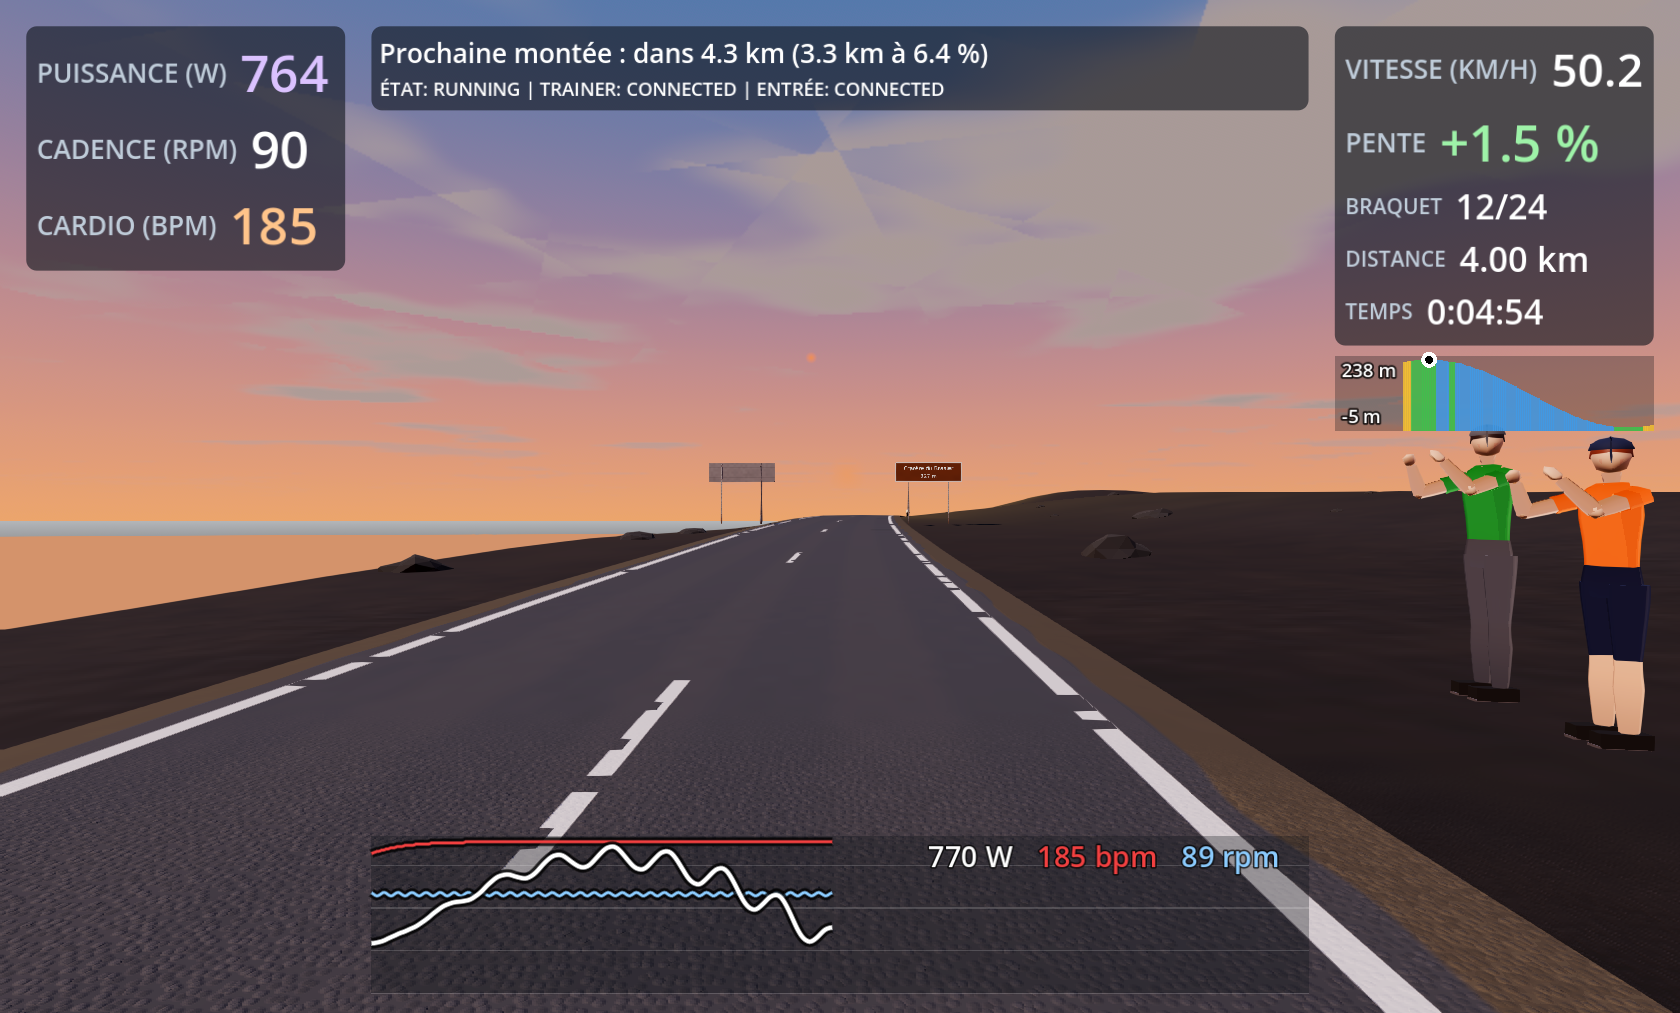 PUISSANCE (W) 764
CADENCE (RPM) 90
CARDIO (BPM) 185
Prochaine montée : dans 4.3 km (3.3 km à 6.4 %)
ÉTAT: RUNNING | TRAINER: CONNECTED | ENTRÉE: CONNECTED
VITESSE (KM/H) 50.2
PENTE +1.5 %
BRAQUET 12/24
DISTANCE 4.00 km
TEMPS 0:04:54
238 m
-5 m
770 W 185 bpm 89 rpm